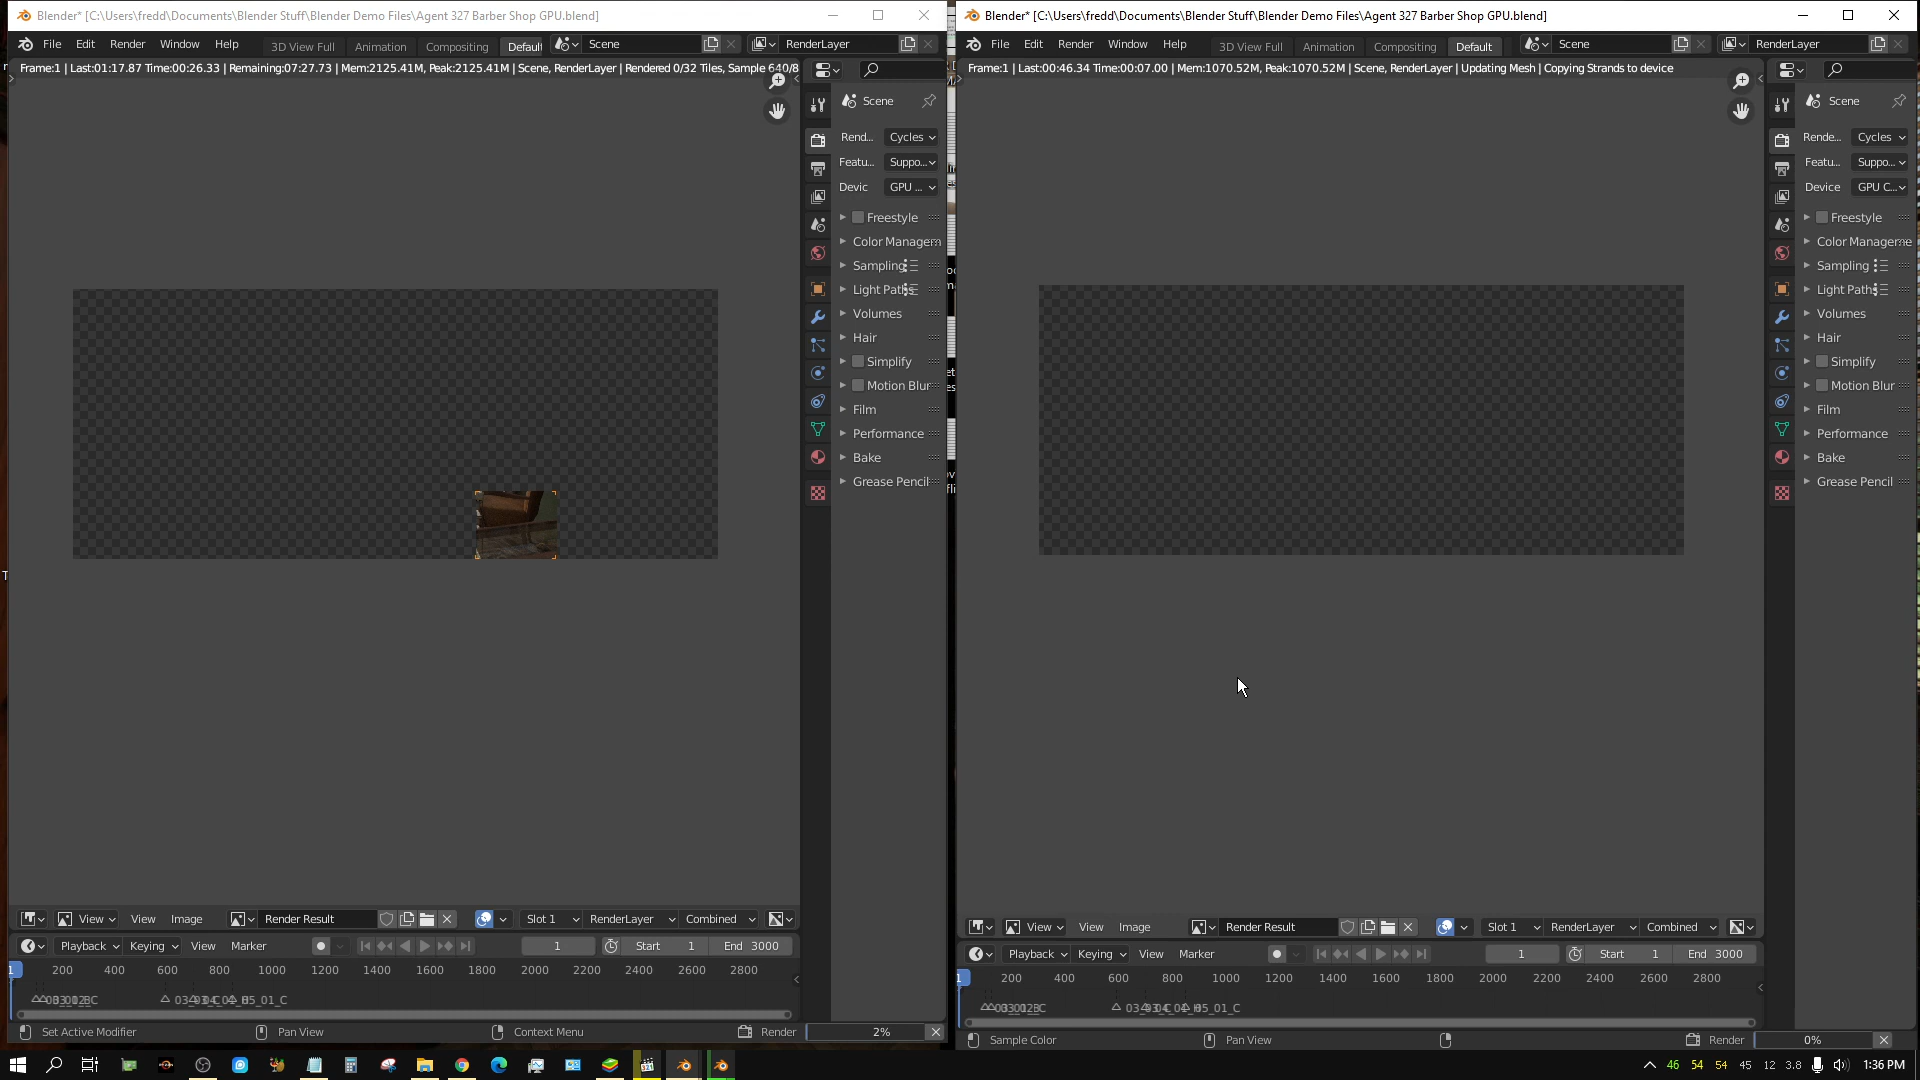 Blender* [C:\Users\fredd\Documents\Blender Stuff\Blender Demo Files\Agent 327 Barber Shop GPU.blend]
File Edit Render Window Help 3D View Full Animation Compositing Default Scene RenderLayer
Frame:1 | Last:01:17.87 Time:00:26.33 | Remaining:07:27.73 | Mem:2125.41M, Peak:2125.41M | Scene, RenderLayer | Rendered 0/32 Tiles, Sample 640/8
Scene
Rend... Cycles
Featu... Suppo...
Devic GPU ...
Freestyle
Color Managem
Sampling
Light Paths
Volumes
Hair
Simplify
Motion Blur
Film
Performance
Bake
Grease Pencil
View View Image Render Result Slot 1 RenderLayer Combined
Playback Keying View Marker 1 Start 1 End 3000
1 200 400 600 800 1000 1200 1400 1600 1800 2000 2200 2400 2600 2800
Set Active Modifier Pan View Context Menu Render 2%
Blender* [C:\Users\fredd\Documents\Blender Stuff\Blender Demo Files\Agent 327 Barber Shop GPU.blend]
File Edit Render Window Help 3D View Full Animation Compositing Default Scene RenderLayer
Frame:1 | Last:00:46.34 Time:00:07.00 | Mem:1070.52M, Peak:1070.52M | Scene, RenderLayer | Updating Mesh | Copying Strands to device
Scene
Rende... Cycles
Featu... Suppo...
Device GPU C...
Freestyle
Color Manageme
Sampling
Light Paths
Volumes
Hair
Simplify
Motion Blur
Film
Performance
Bake
Grease Pencil
View View Image Render Result Slot 1 RenderLayer Combined
Playback Keying View Marker 1 Start 1 End 3000
1 200 400 600 800 1000 1200 1400 1600 1800 2000 2200 2400 2600 2800
Sample Color Pan View Render 0%
46 54 54 45 12 3.8 1:36 PM